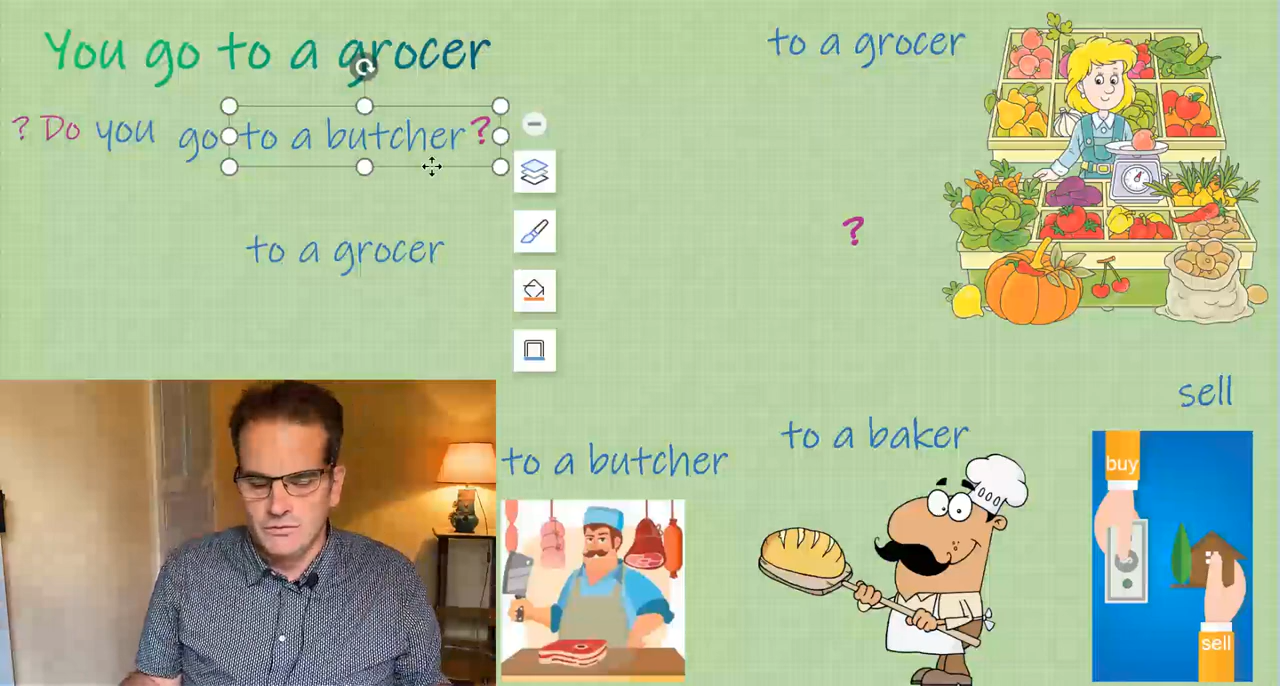 You go to a grocer
to a grocer
? Do you go to a butcher ?
?
to a grocer
sell
to a baker
to a butcher
buy
sell